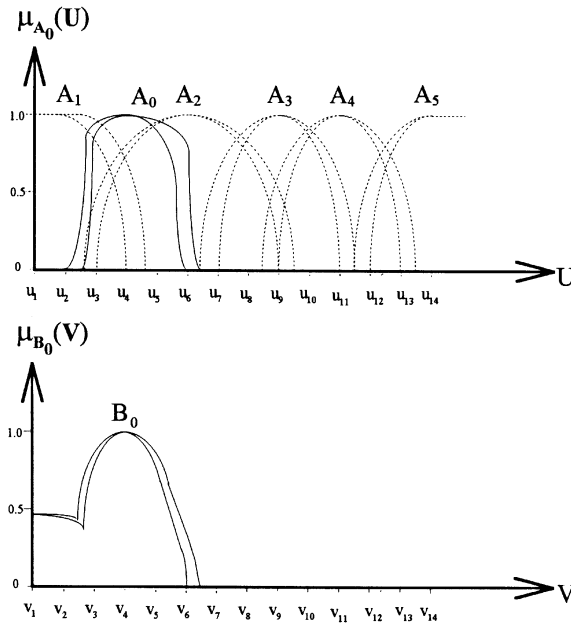 μA₀(U)
A₁ A₀ A₂ A₃ A₄ A₅
1.0
0.5
0
u₁ u₂ u₃ u₄ u₅ u₆ u₇ u₈ u₉ u₁₀ u₁₁ u₁₂ u₁₃ u₁₄
U
μB₀(V)
B₀
1.0
0.5
0
v₁ v₂ v₃ v₄ v₅ v₆ v₇ v₈ v₉ v₁₀ v₁₁ v₁₂ v₁₃ v₁₄
V